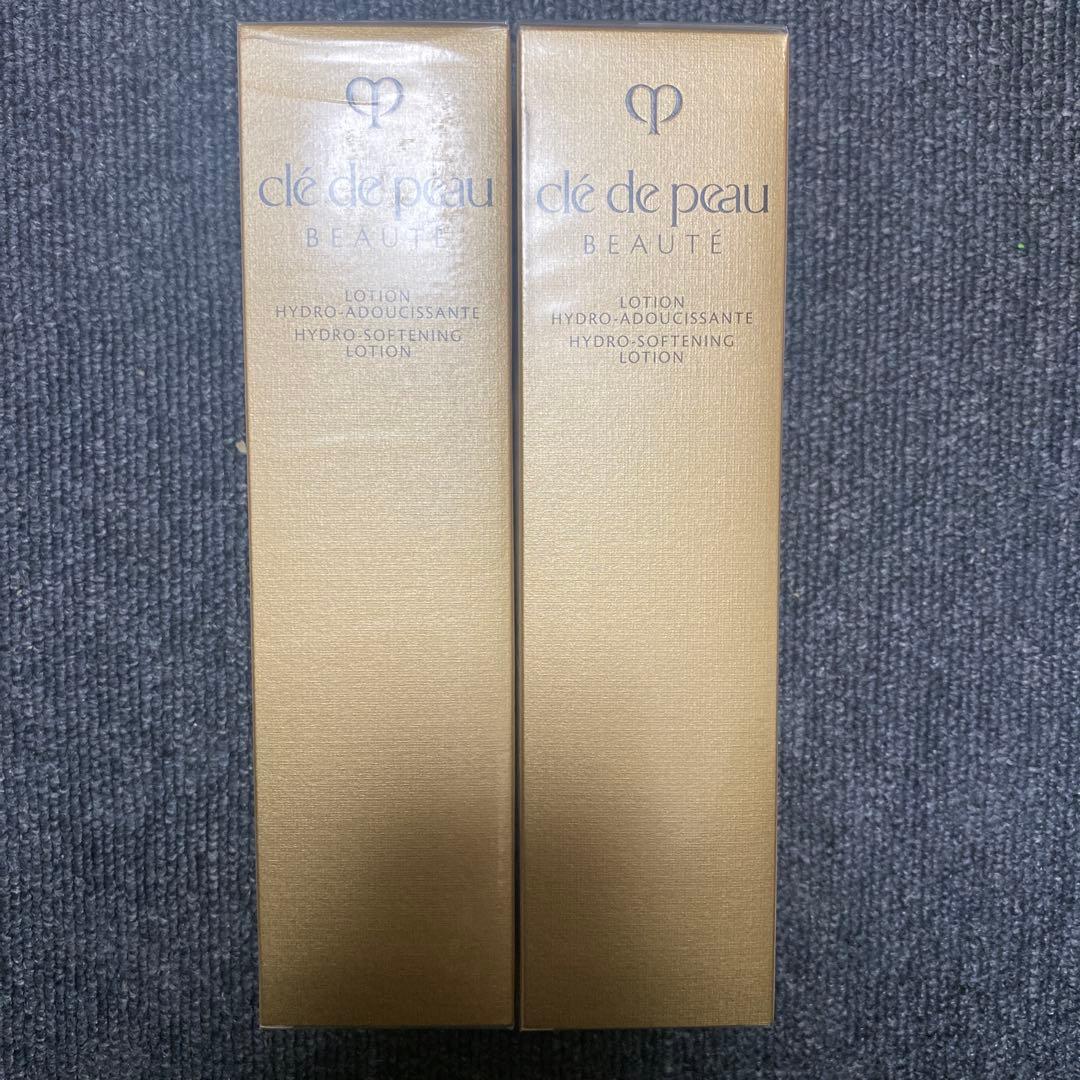 clé de peau
BEAUTÉ
LOTION
HYDRO-ADOUCISSANTE
HYDRO-SOFTENING
LOTION
clé de peau
BEAUTÉ
LOTION
HYDRO-ADOUCISSANTE
HYDRO-SOFTENING
LOTION